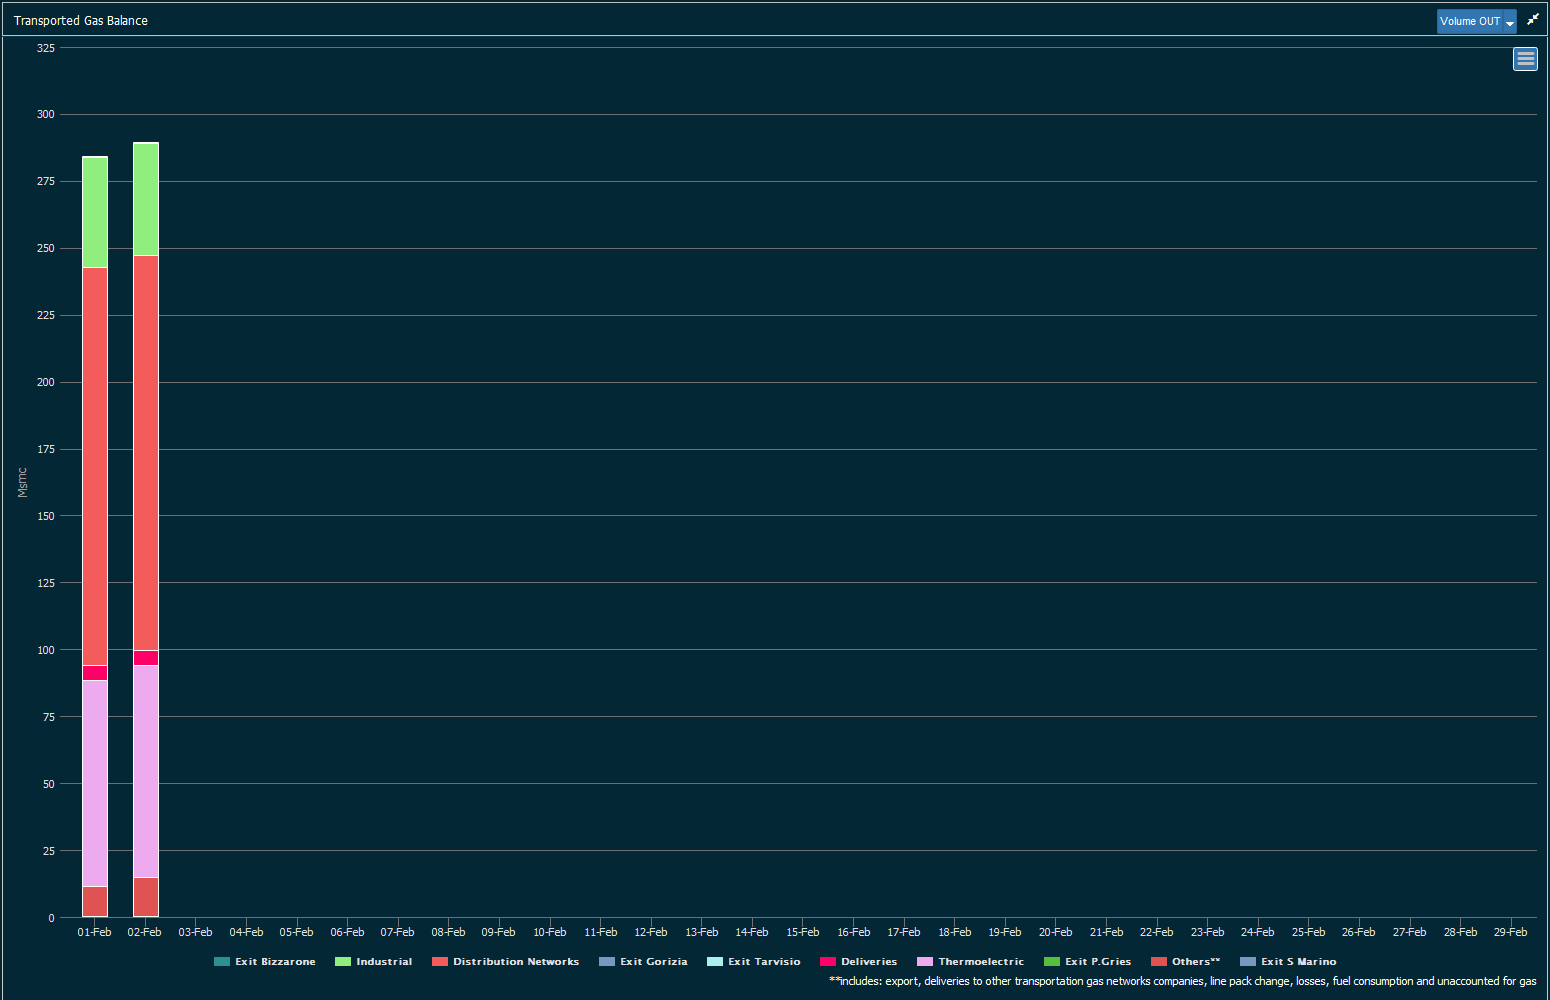 Transported Gas Balance
Volume OUT
325
300
275
250
225
200
175
150
125
100
75
50
25
0
Msmc
01-Feb 02-Feb 03-Feb 04-Feb 05-Feb 06-Feb 07-Feb 08-Feb 09-Feb 10-Feb 11-Feb 12-Feb 13-Feb 14-Feb 15-Feb 16-Feb 17-Feb 18-Feb 19-Feb 20-Feb 21-Feb 22-Feb 23-Feb 24-Feb 25-Feb 26-Feb 27-Feb 28-Feb 29-Feb
Exit Bizzarone Industrial Distribution Networks Exit Gorizia Exit Tarvisio Deliveries Thermoelectric Exit P.Gries Others** Exit S Marino
**includes: export, deliveries to other transportation gas networks companies, line pack change, losses, fuel consumption and unaccounted for gas